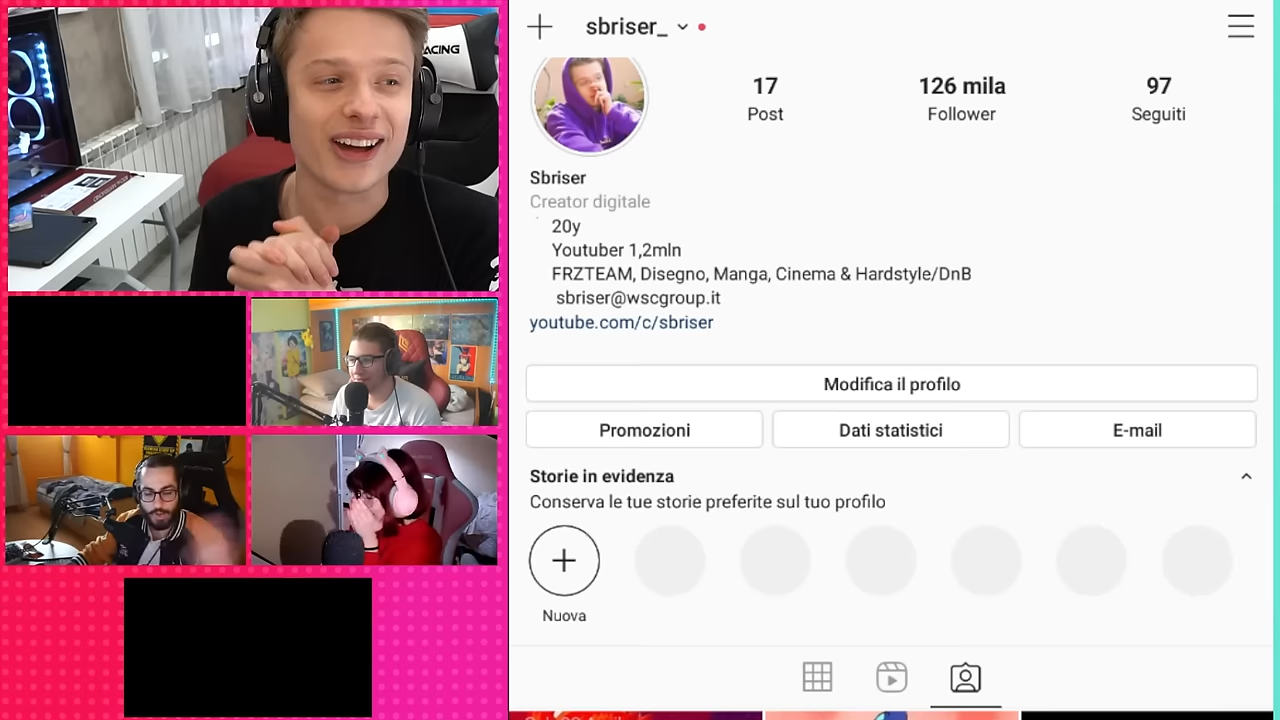 sbriser_
17
126 mila
97
Post
Follower
Seguiti
Sbriser
Creator digitale
20y
Youtuber 1,2mln
FRZTEAM, Disegno, Manga, Cinema & Hardstyle/DnB
sbriser@wscgroup.it
youtube.com/c/sbriser
Modifica il profilo
Promozioni
Dati statistici
E-mail
Storie in evidenza
Conserva le tue storie preferite sul tuo profilo
Nuova
ACING